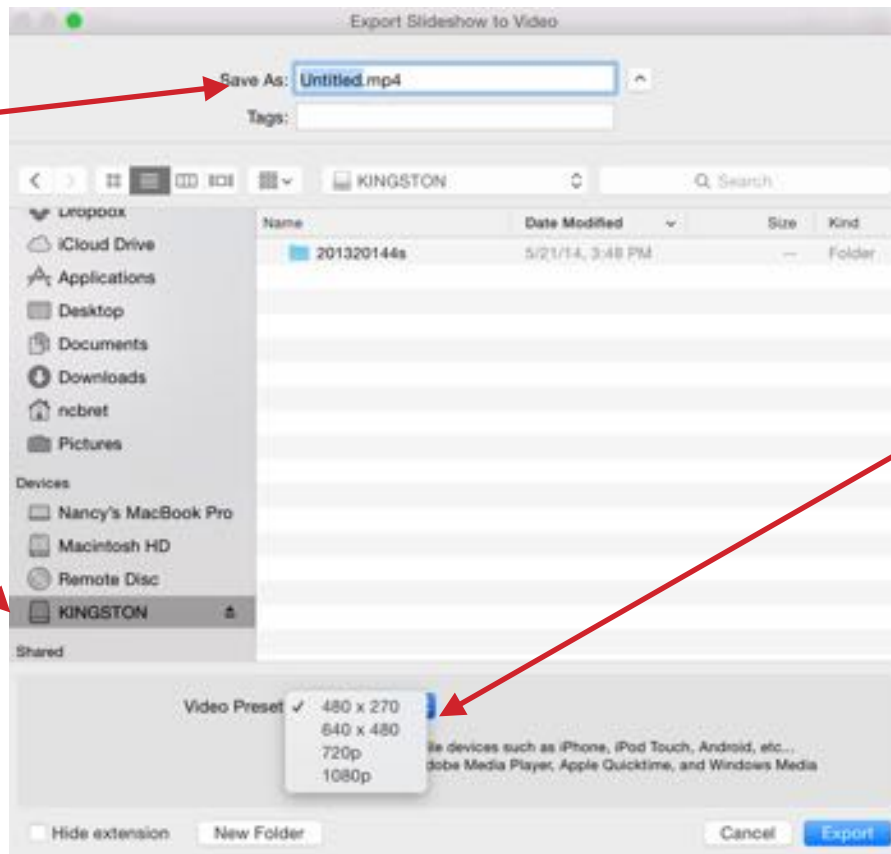 Export Slideshow to Video
Save As: Untitled.mp4
Tags:
KINGSTON
Search
Dropbox
iCloud Drive
Applications
Desktop
Documents
Downloads
ncbret
Pictures
Devices
Nancy's MacBook Pro
Macintosh HD
Remote Disc
KINGSTON
Shared
Name Date Modified Size Kind
201320144s 5/21/14, 3:48 PM -- Folder
Video Preset ✓ 480 x 270
640 x 480
720p
1080p
devices such as iPhone, iPod Touch, Android, etc...
Media Player, Apple Quicktime, and Windows Media
Hide extension New Folder Cancel Export